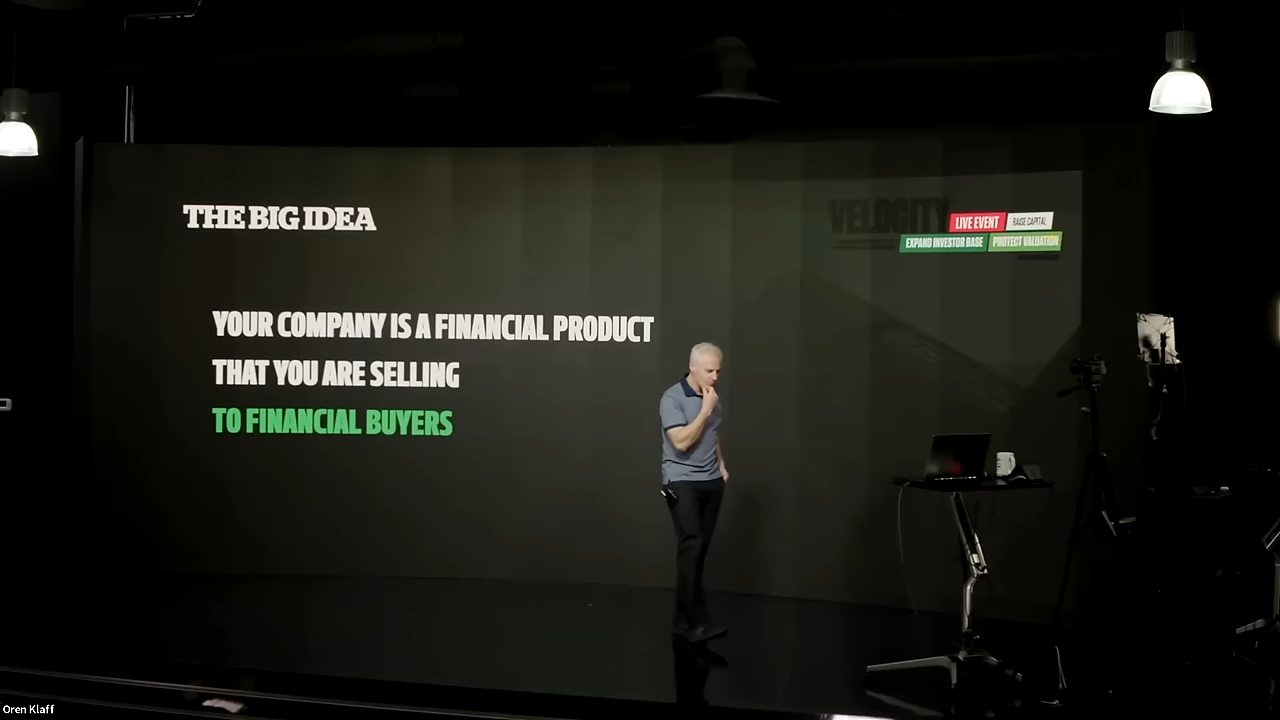 THE BIG IDEA
VELOCITY
LIVE EVENT
RAISE CAPITAL
EXPAND INVESTOR BASE
PROTECT VALUATION
YOUR COMPANY IS A FINANCIAL PRODUCT
THAT YOU ARE SELLING
TO FINANCIAL BUYERS
Oren Klaff